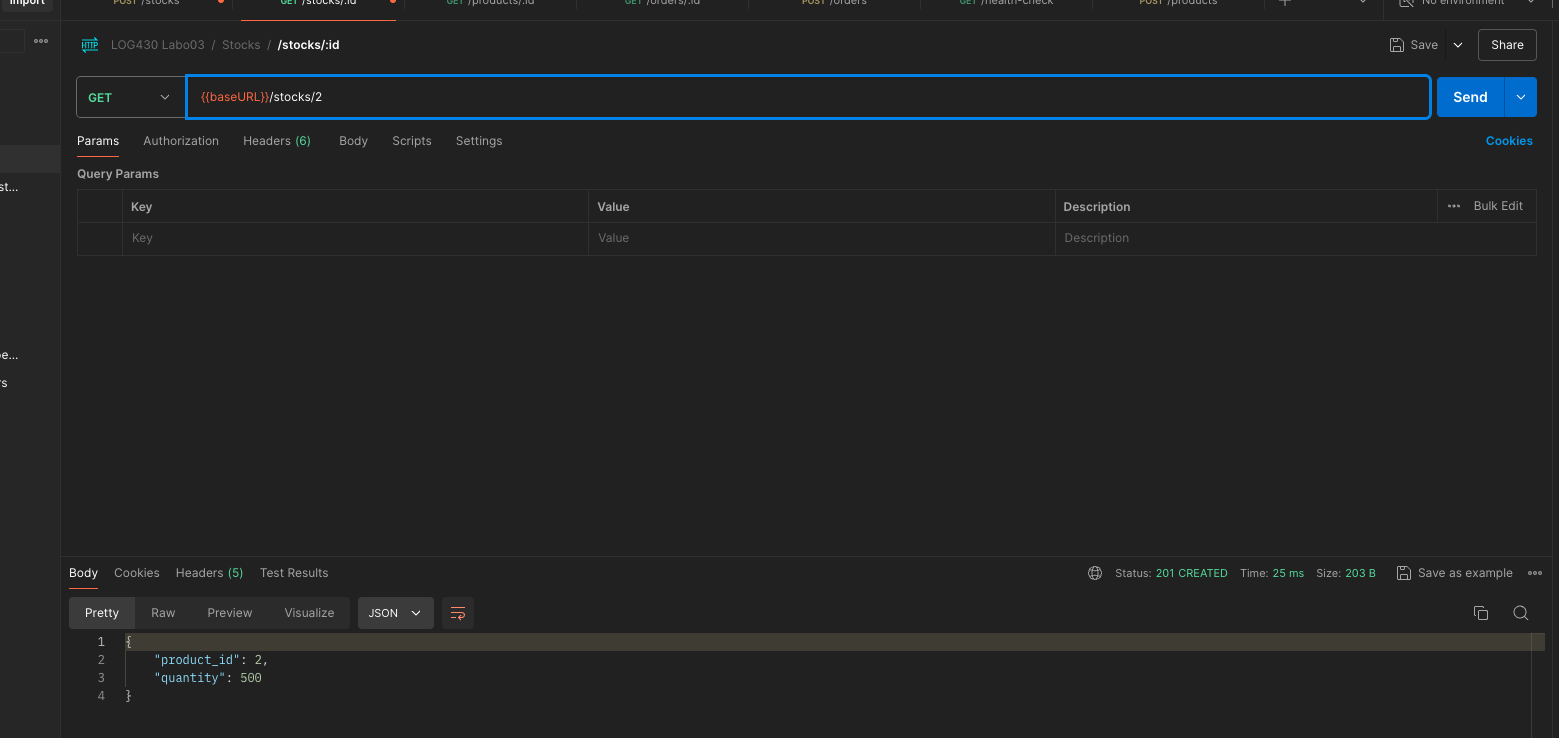 Import
POST /stocks GET /stocks/:id GET /products/:id GET /orders/:id POST /orders GET /health-check POST /products No environment
LOG430 Labo03 / Stocks / /stocks/:id Save Share
HTTP
GET {{baseURL}}/stocks/2 Send
Params Authorization Headers (6) Body Scripts Settings Cookies
Query Params
st...
Key Value Description Bulk Edit
Key Value Description
pe...
rs
Body Cookies Headers (5) Test Results Status: 201 CREATED Time: 25 ms Size: 203 B Save as example
Pretty Raw Preview Visualize JSON
1 {
2 "product_id": 2,
3 "quantity": 500
4 }